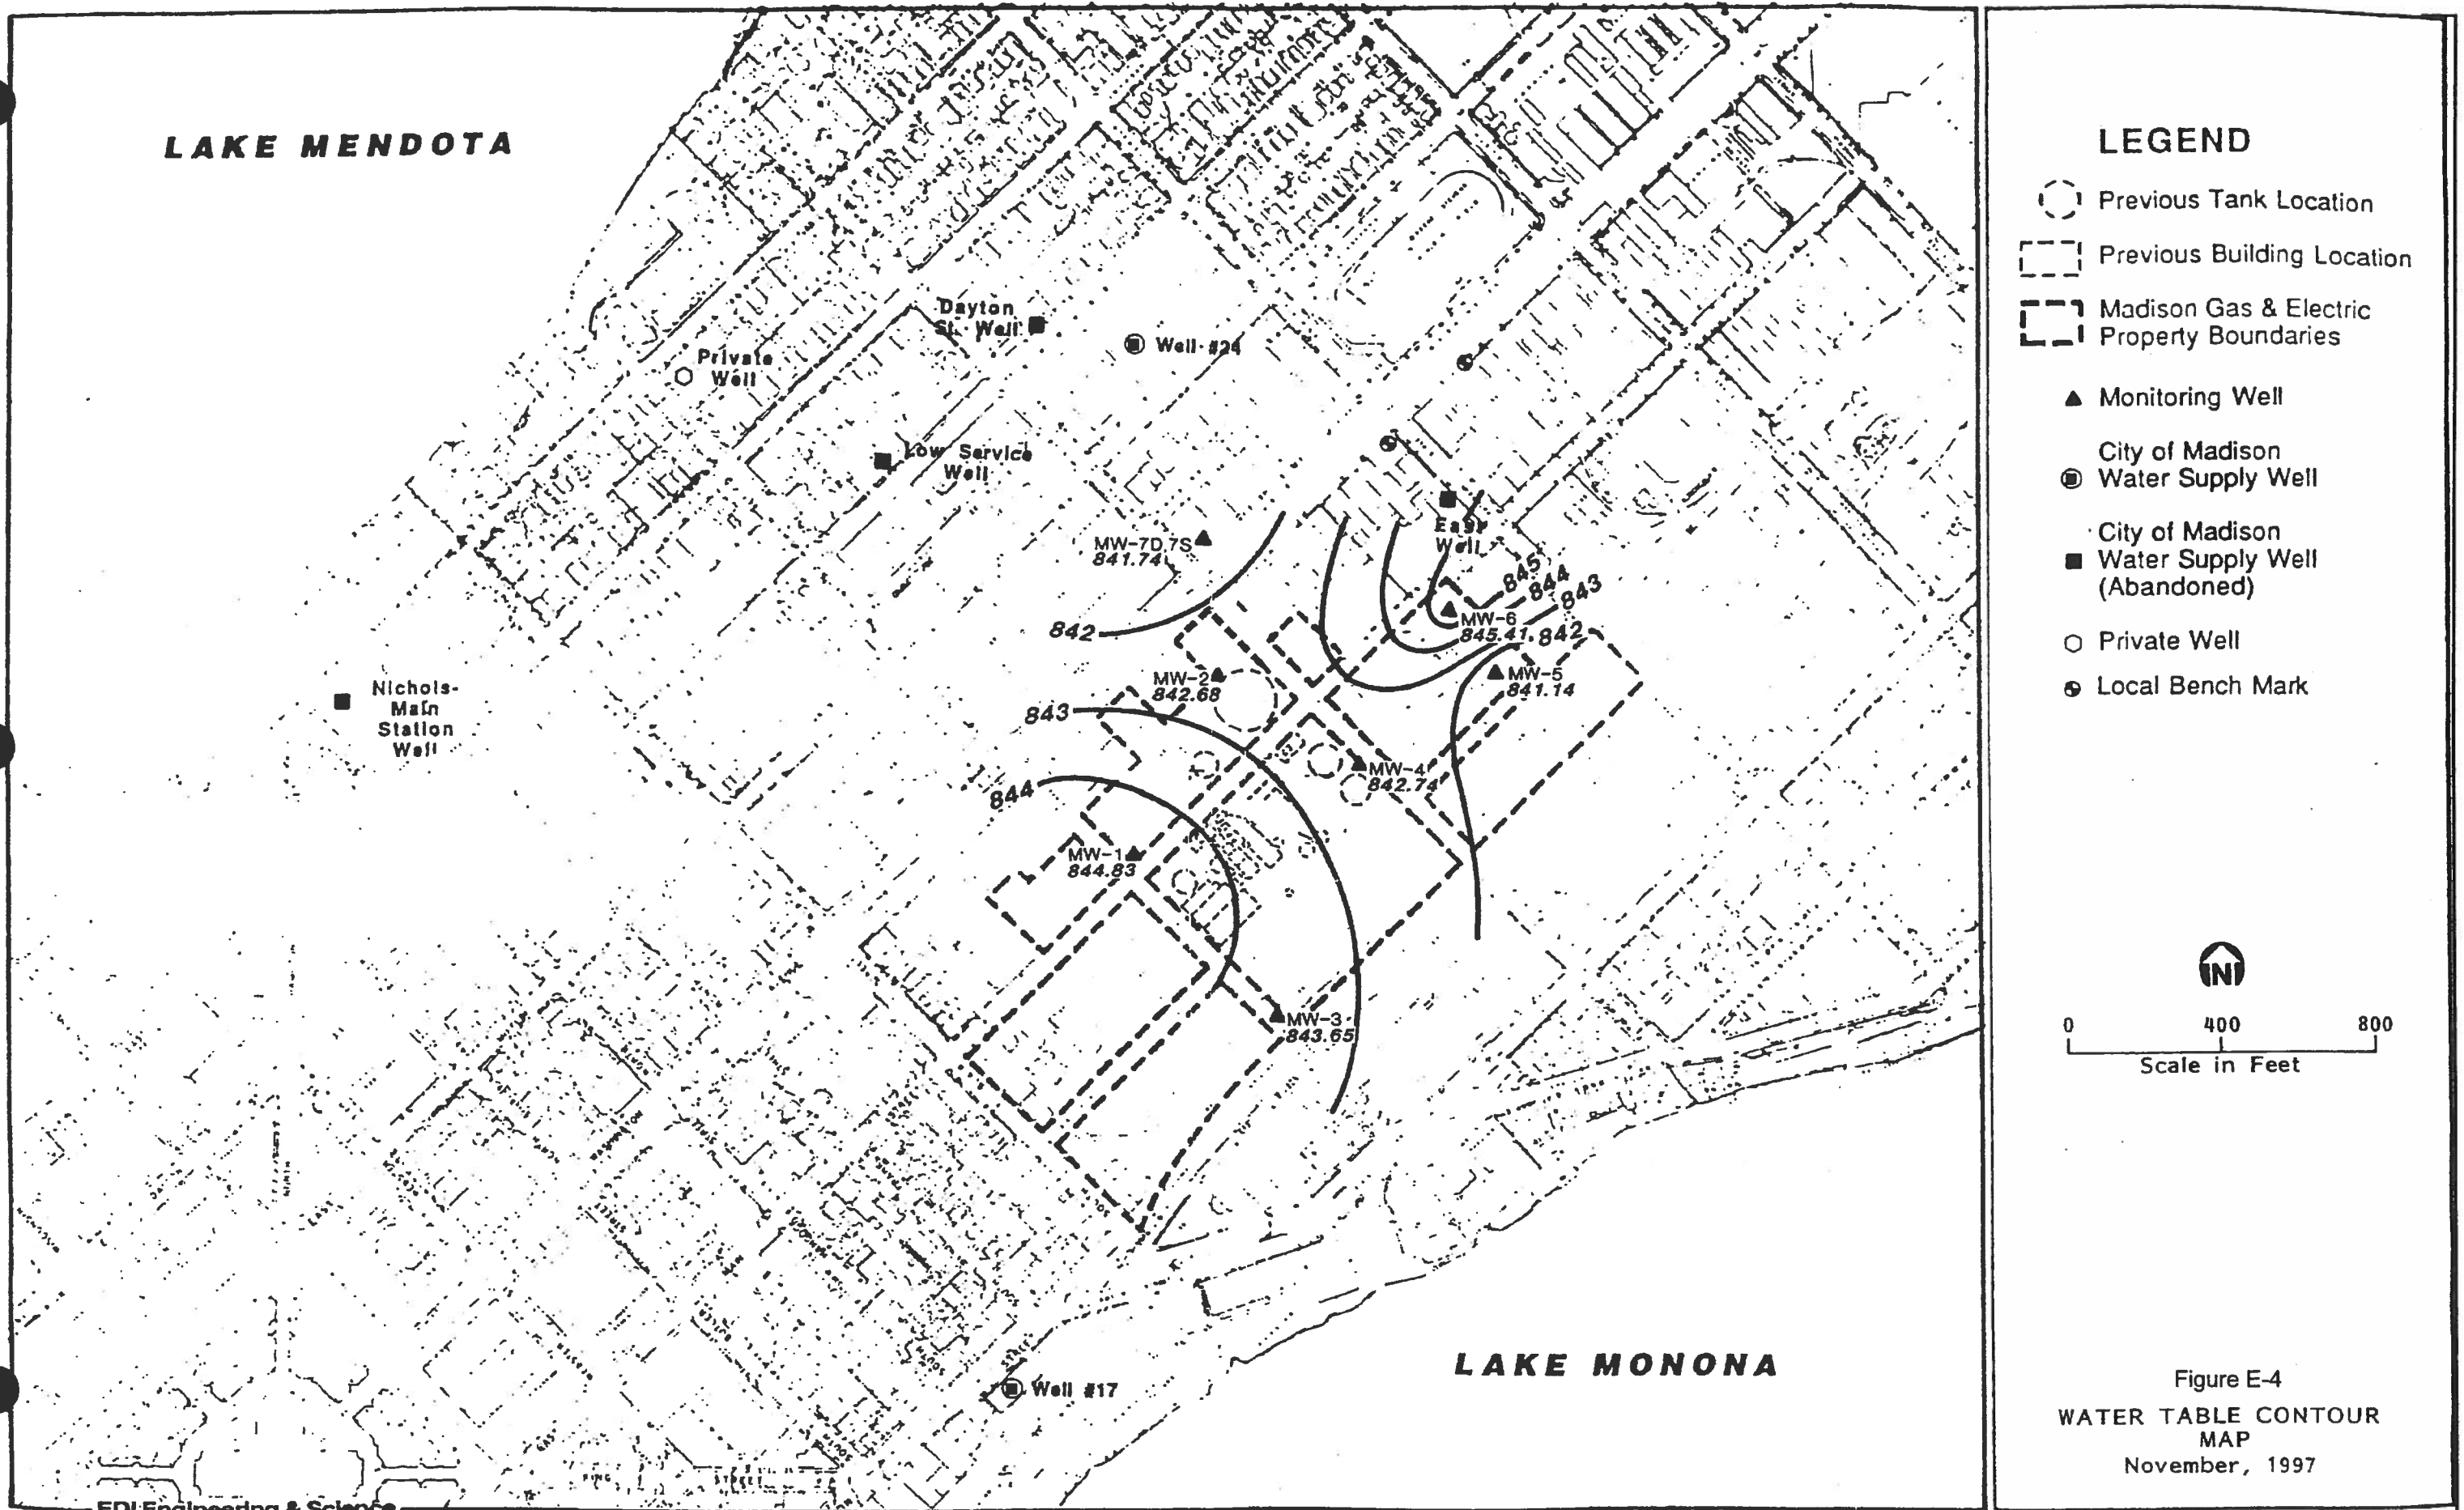 LAKE MENDOTA
Dayton
St. Well
Well #24
Private
Well
Low Service
Well
East
Well
MW-7D,7S
841.74
845
844
843
842
MW-6
845.41
842
MW-5
841.14
MW-2
842.68
843
Nichols-
Main
Station
Well
MW-4
842.74
844
MW-1
844.83
MW-3
843.65
LAKE MONONA
Well #17
STREET
EDI Engineering & Science
LEGEND
Previous Tank Location
Previous Building Location
Madison Gas & Electric
Property Boundaries
Monitoring Well
City of Madison
Water Supply Well
City of Madison
Water Supply Well
(Abandoned)
Private Well
Local Bench Mark
N
0 400 800
Scale in Feet
Figure E-4
WATER TABLE CONTOUR
MAP
November, 1997